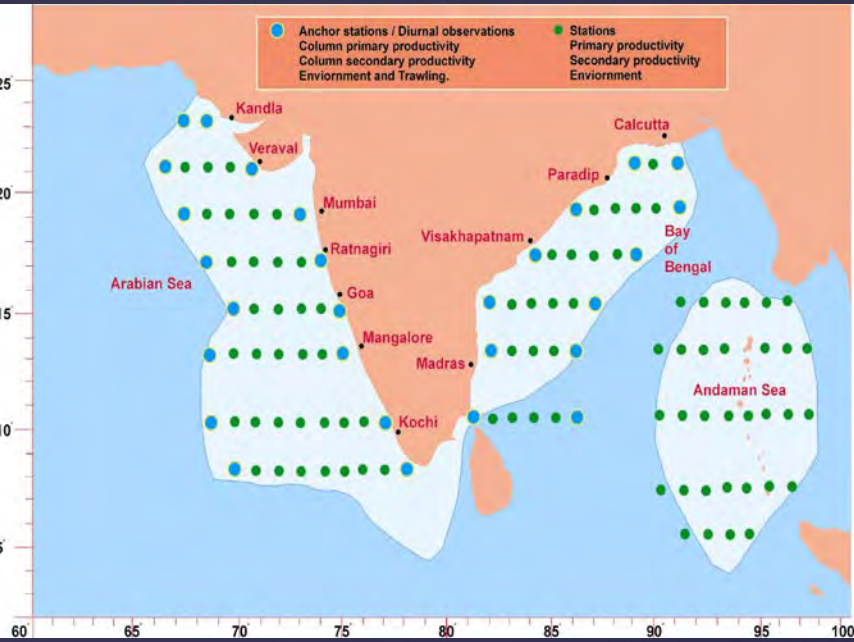 Anchor stations / Diurnal observations
Column primary productivity
Column secondary productivity
Enviornment and Trawling.
Stations
Primary productivity
Secondary productivity
Enviornment
25
Kandla
Calcutta
Veraval
Paradip
20
Mumbai
Visakhapatnam
Bay
of
Bengal
Ratnagiri
Arabian Sea
Goa
15
Mangalore
Madras
Andaman Sea
Kochi
10
5
60
65
70
75
80
85
90
95
100